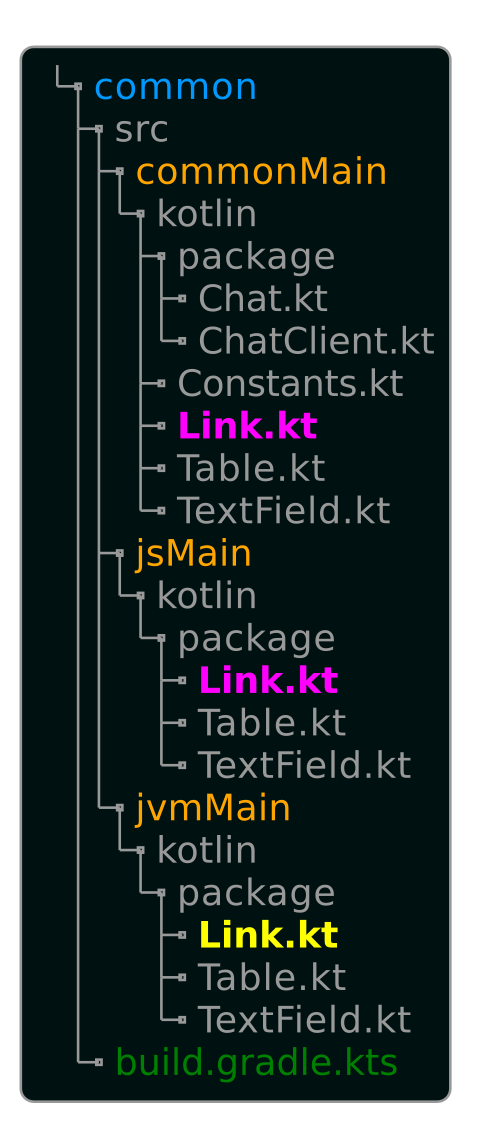 common
src
commonMain
kotlin
package
Chat.kt
ChatClient.kt
Constants.kt
Link.kt
Table.kt
TextField.kt
jsMain
kotlin
package
Link.kt
Table.kt
TextField.kt
jvmMain
kotlin
package
Link.kt
Table.kt
TextField.kt
build.gradle.kts